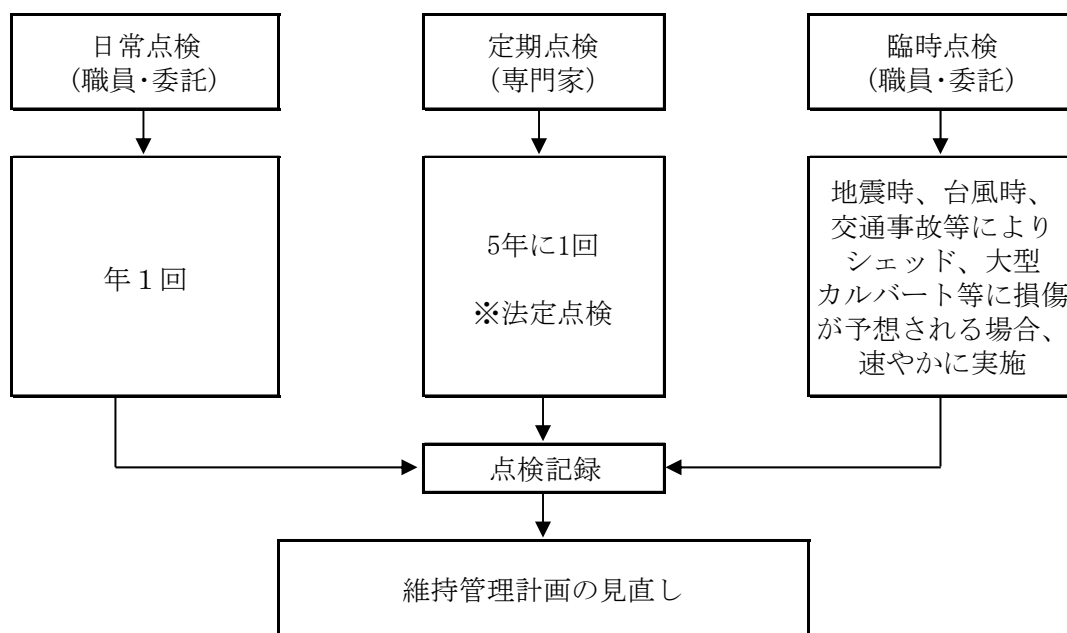 日常点検
(職員・委託)
定期点検
(専門家)
臨時点検
(職員・委託)
年１回
5年に1回
※法定点検
地震時、台風時、
交通事故等により
シェッド、大型
カルバート等に損傷
が予想される場合、
速やかに実施
点検記録
維持管理計画の見直し